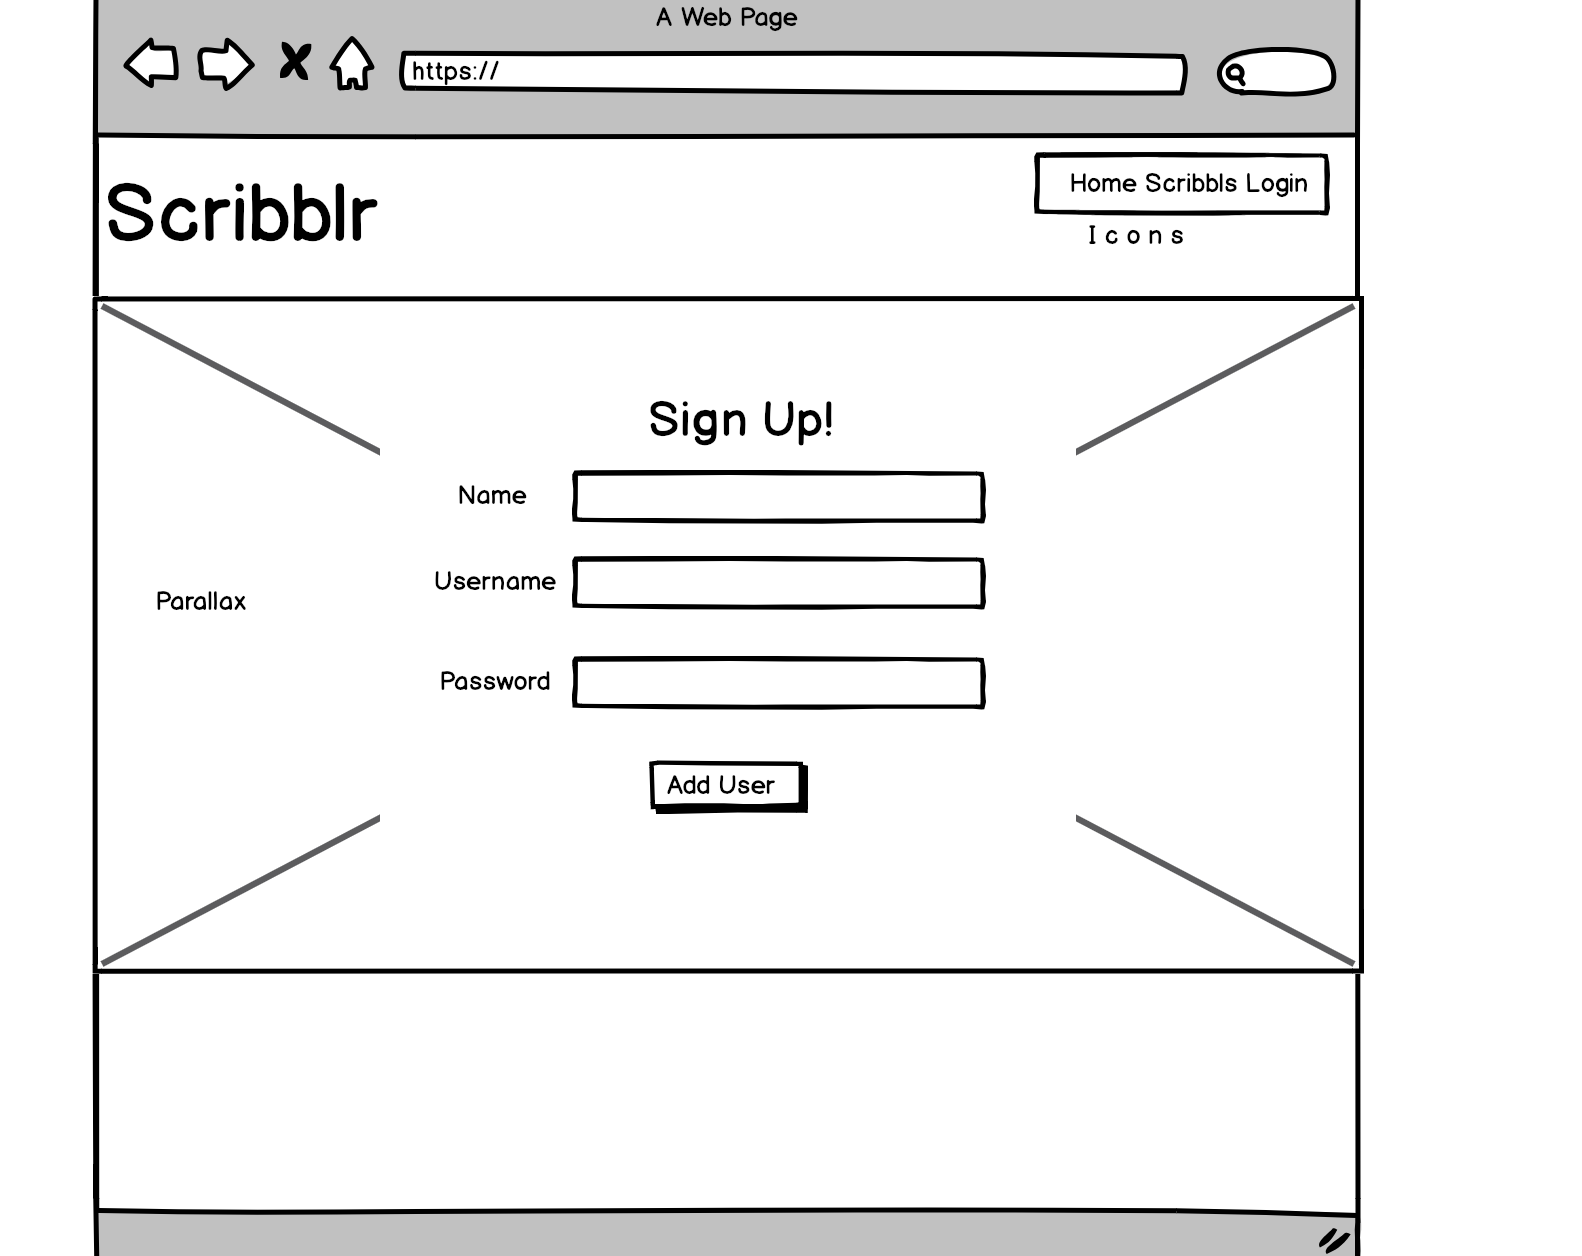 A Web Page
https://
Scribblr
Home Scribbls Login
Icons
Sign Up!
Name
Username
Parallax
Password
Add User